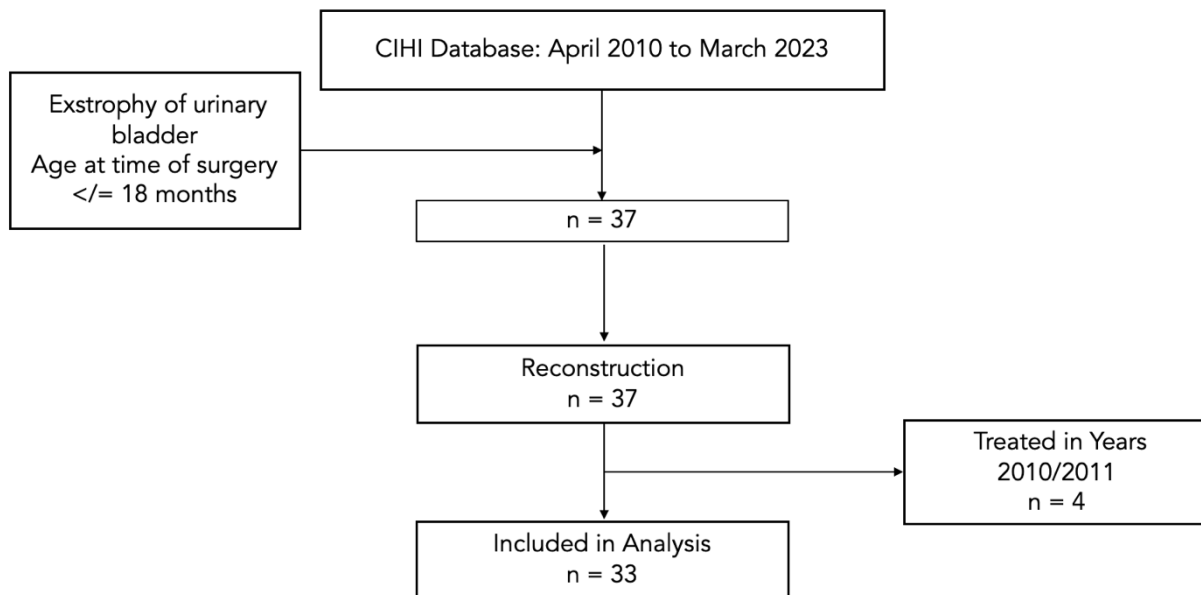 CIHI Database: April 2010 to March 2023
Exstrophy of urinary
bladder
Age at time of surgery
</= 18 months
n = 37
Reconstruction
n = 37
Treated in Years
2010/2011
n = 4
Included in Analysis
n = 33